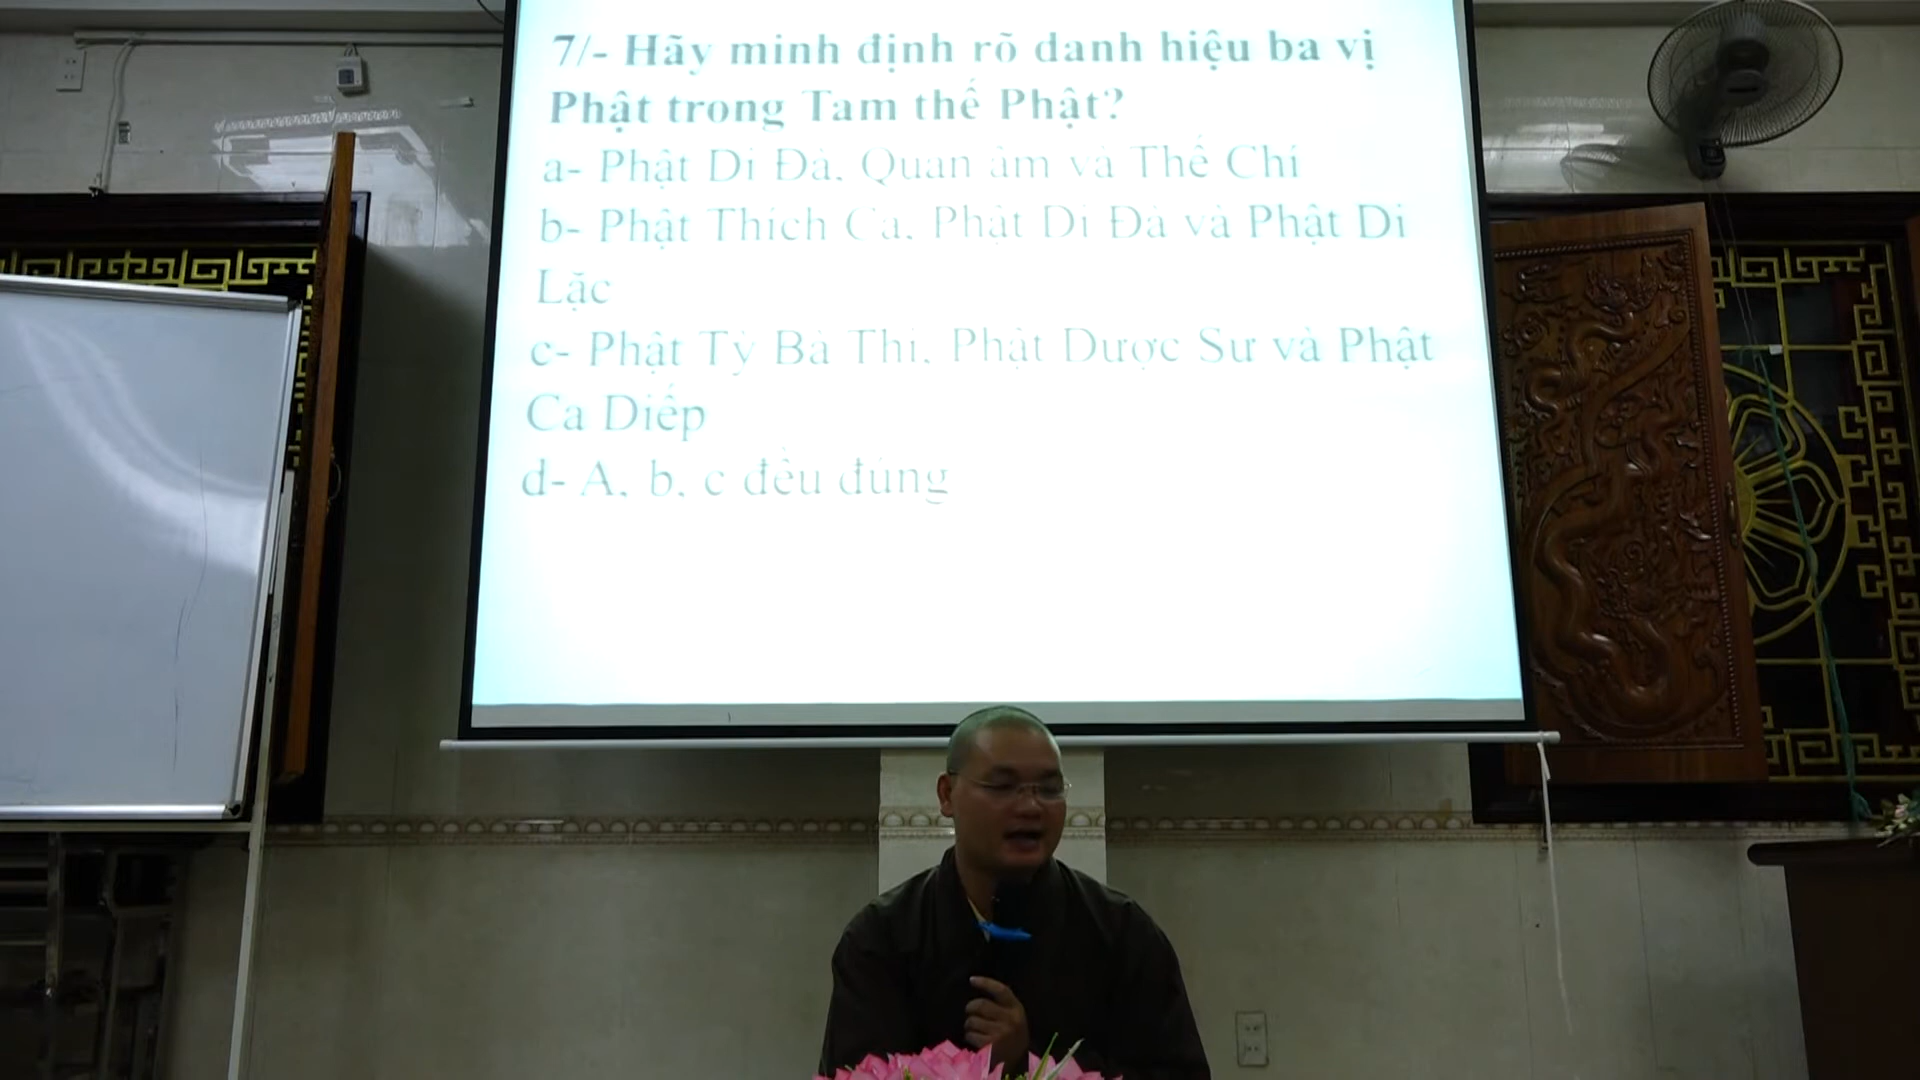 7/- Hãy minh định rõ danh hiệu ba vị
Phật trong Tam thế Phật?
a- Phật Di Đà, Quan âm và Thế Chí
b- Phật Thích Ca, Phật Di Đà và Phật Di
Lặc
c- Phật Tỳ Bà Thi, Phật Dược Sư và Phật
Ca Diếp
d- A, b, c đều đúng